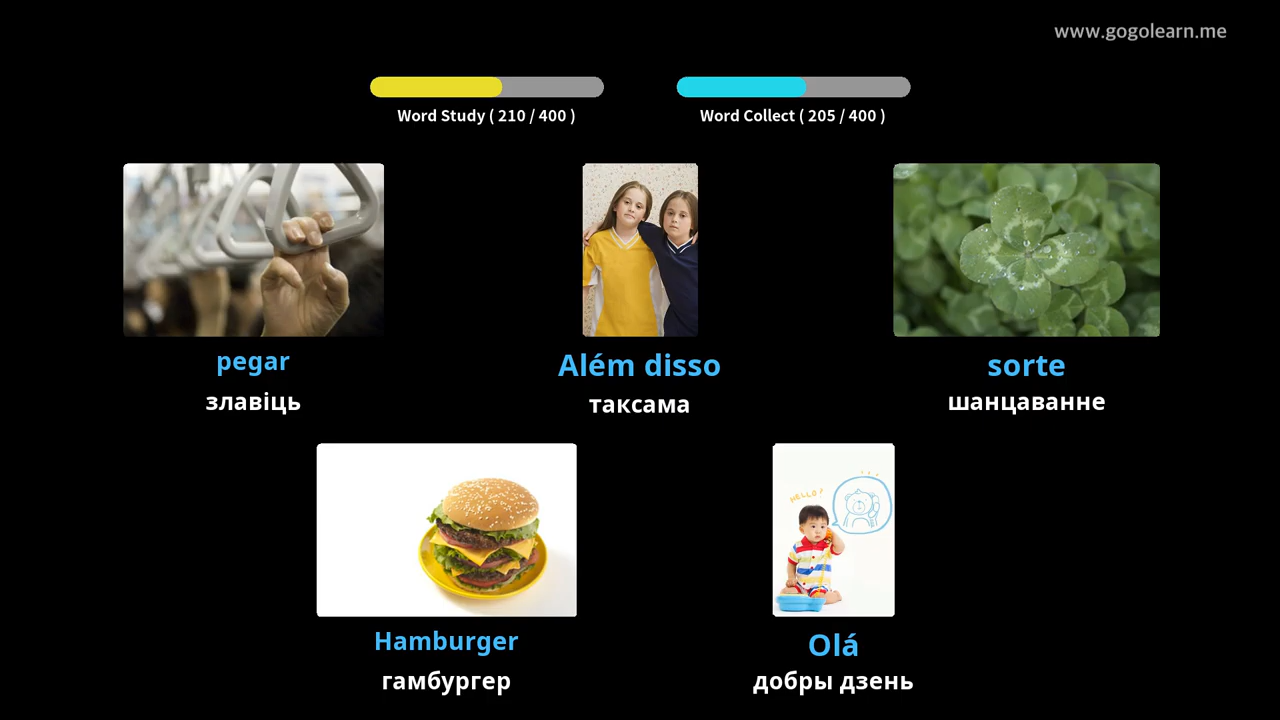 www.gogolearn.me
Word Study ( 210 / 400 )
Word Collect ( 205 / 400 )
pegar
злавіць
Além disso
таксама
sorte
шанцаванне
Hamburger
гамбургер
HELLO?
Olá
добры дзень